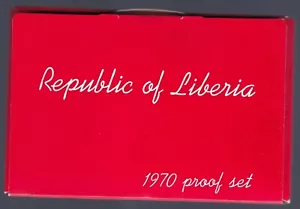 Republic of Liberia
1970 proof set